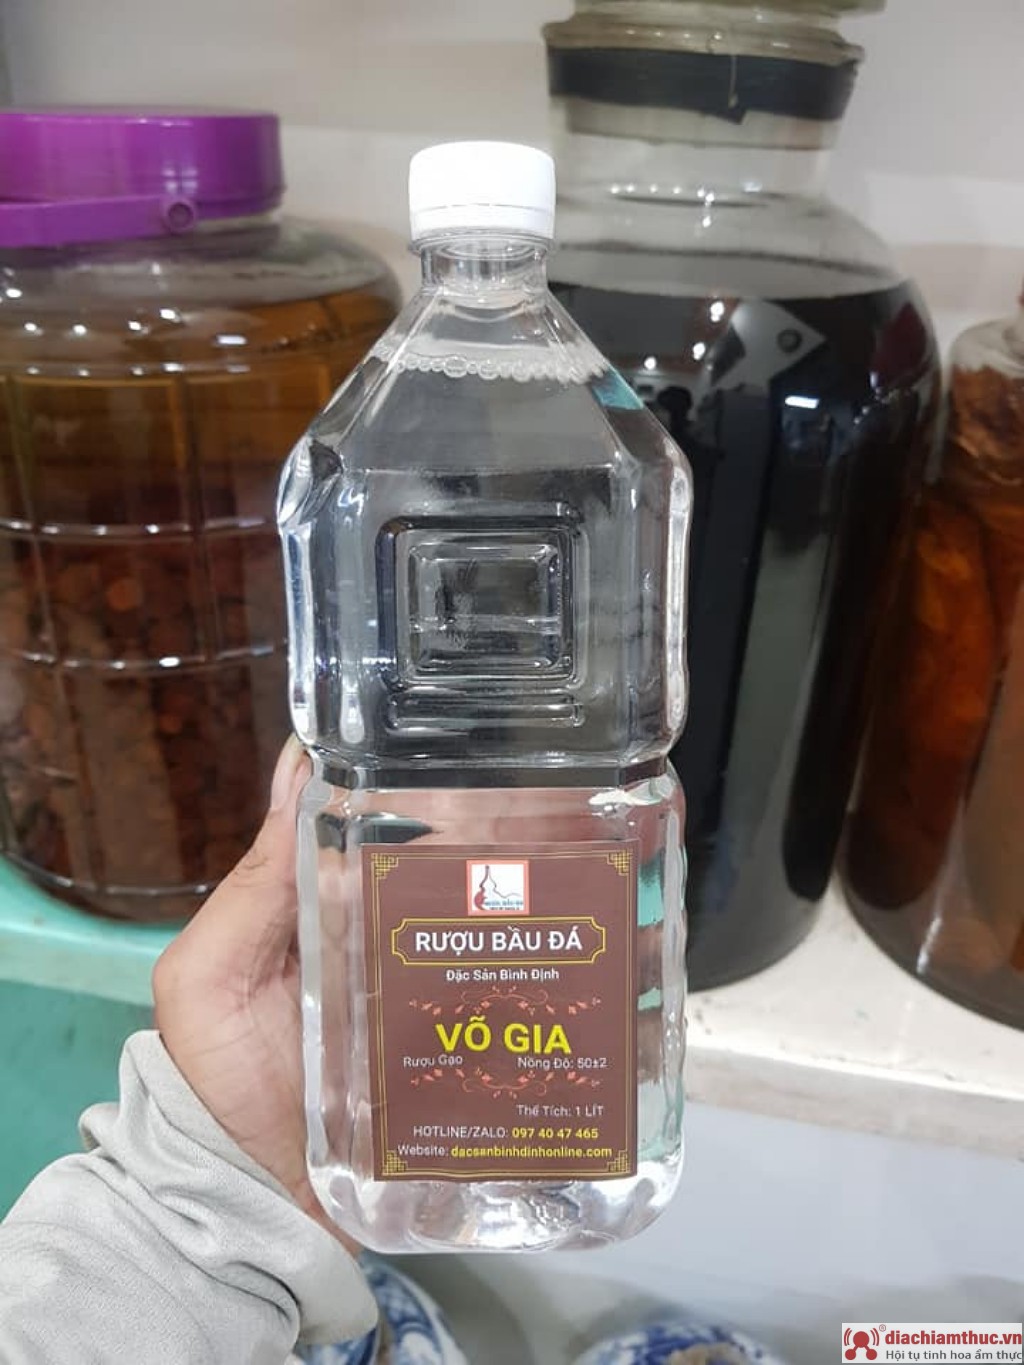 RƯỢU BẦU ĐÁ
Đặc Sản Bình Định
VÕ GIA
Rượu Gạo Nồng Độ: 50±2
Thể Tích: 1 LÍT
HOTLINE/ZALO: 097 40 47 465
Website: dacsanbinhdinhonline.com
diachiamthuc.vn
Hội tụ tinh hoa ẩm thực